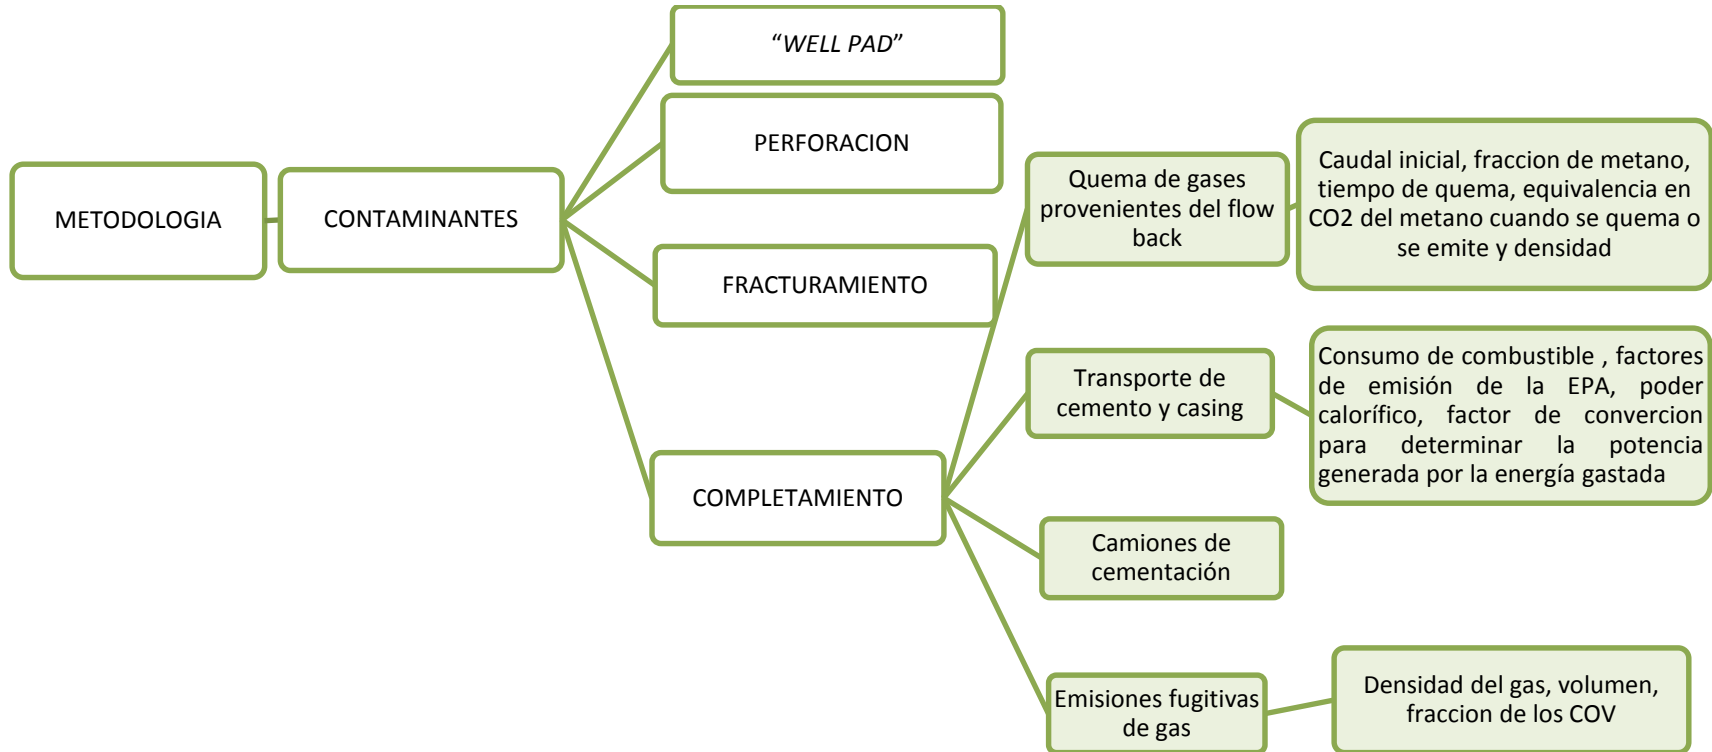 METODOLOGIA
CONTAMINANTES
“WELL PAD”
PERFORACION
FRACTURAMIENTO
COMPLETAMIENTO
Quema de gases
provenientes del flow
back
Caudal inicial, fraccion de metano,
tiempo de quema, equivalencia en
CO2 del metano cuando se quema o
se emite y densidad
Transporte de
cemento y casing
Consumo de combustible , factores
de emisión de la EPA, poder
calorífico, factor de convercion
para determinar la potencia
generada por la energía gastada
Camiones de
cementación
Emisiones fugitivas
de gas
Densidad del gas, volumen,
fraccion de los COV